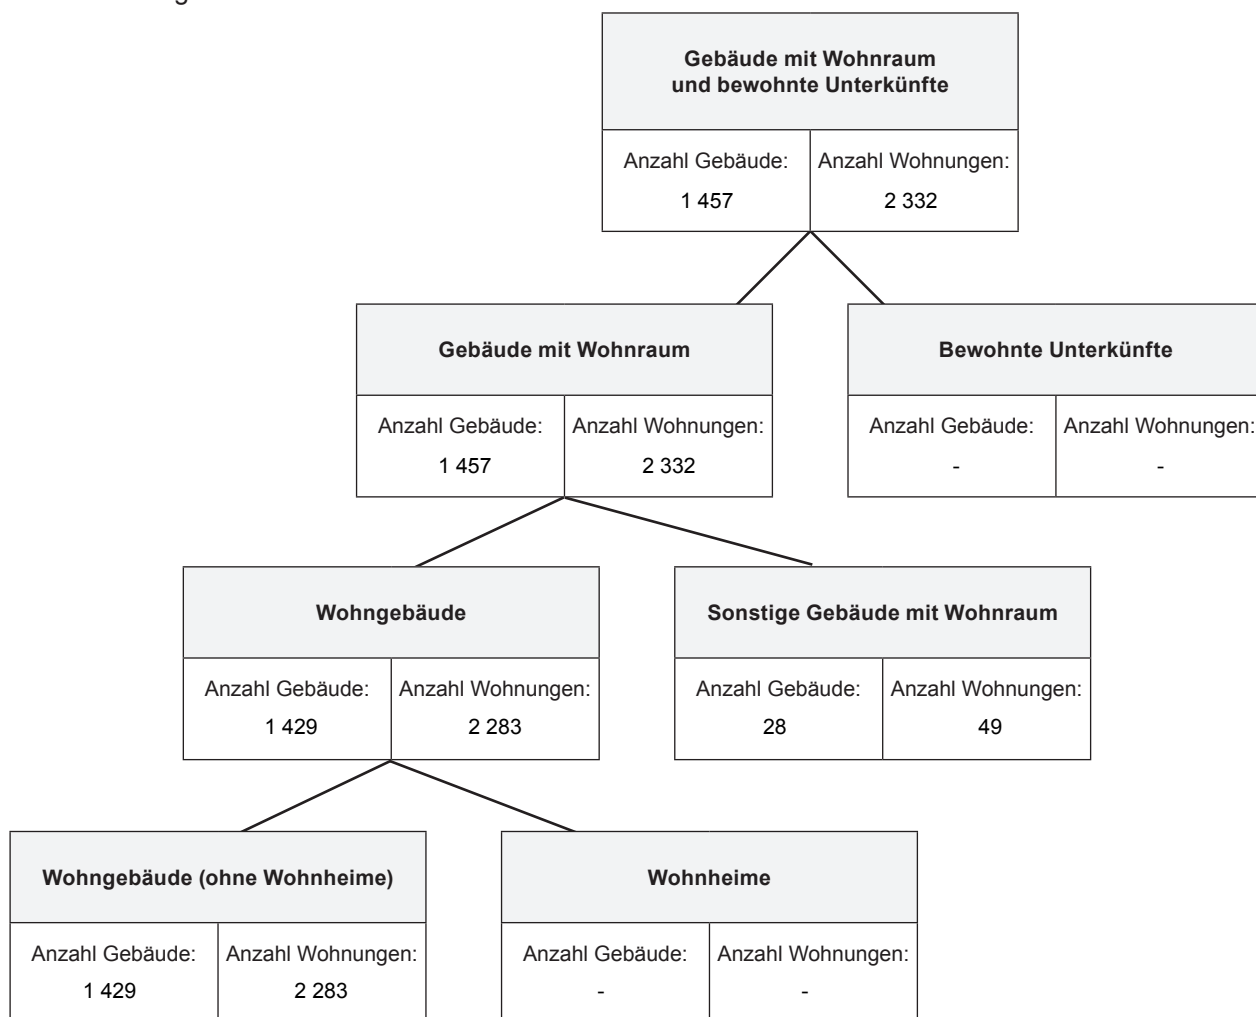 Gebäude mit Wohnraum
und bewohnte Unterkünfte
Anzahl Gebäude: Anzahl Wohnungen:
1 457 2 332
Gebäude mit Wohnraum Bewohnte Unterkünfte
Anzahl Gebäude: Anzahl Wohnungen: Anzahl Gebäude: Anzahl Wohnungen:
1 457 2 332 - -
Wohngebäude Sonstige Gebäude mit Wohnraum
Anzahl Gebäude: Anzahl Wohnungen: Anzahl Gebäude: Anzahl Wohnungen:
1 429 2 283 28 49
Wohngebäude (ohne Wohnheime) Wohnheime
Anzahl Gebäude: Anzahl Wohnungen: Anzahl Gebäude: Anzahl Wohnungen:
1 429 2 283 - -